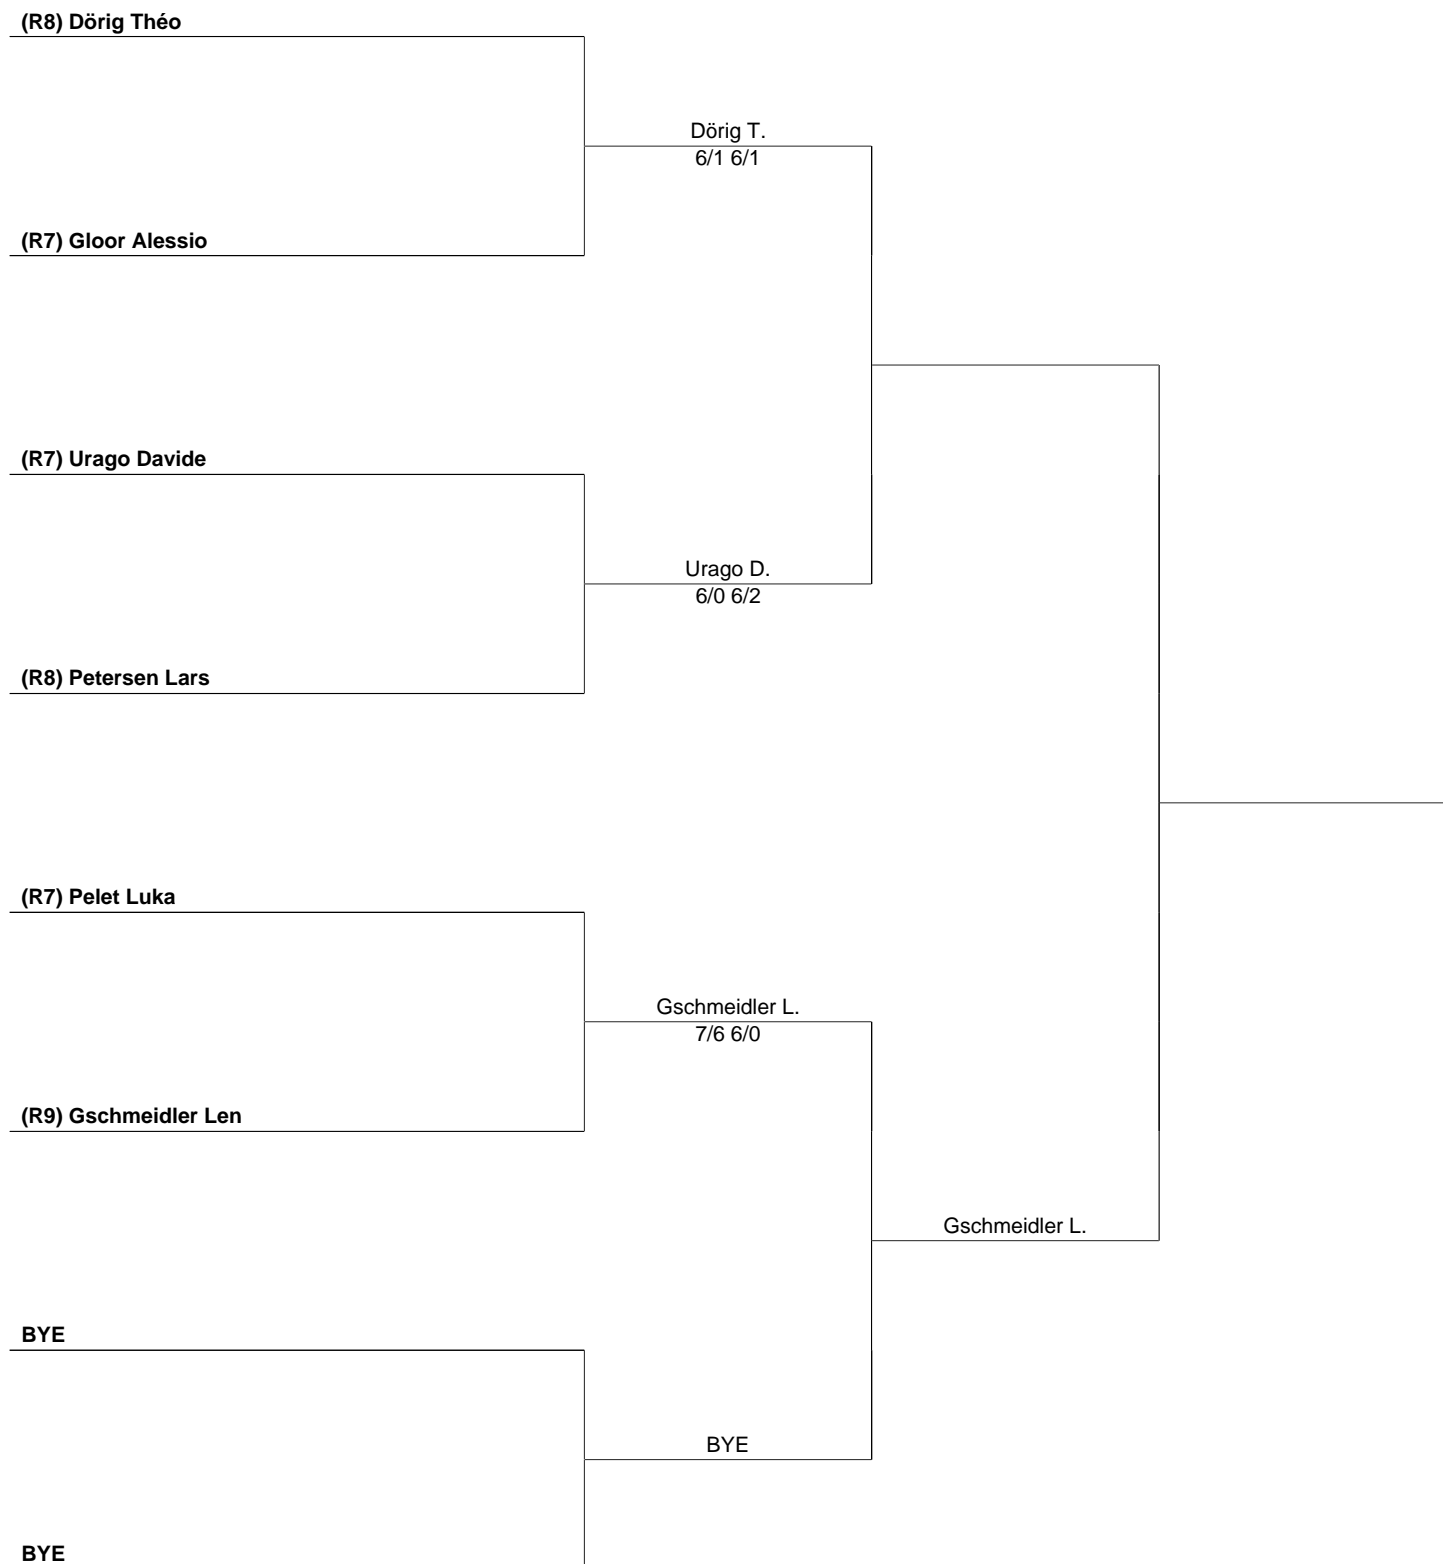 (R8) Dörig Théo
Dörig T.
6/1 6/1
(R7) Gloor Alessio
(R7) Urago Davide
Urago D.
6/0 6/2
(R8) Petersen Lars
(R7) Pelet Luka
Gschmeidler L.
7/6 6/0
(R9) Gschmeidler Len
Gschmeidler L.
BYE
BYE
BYE